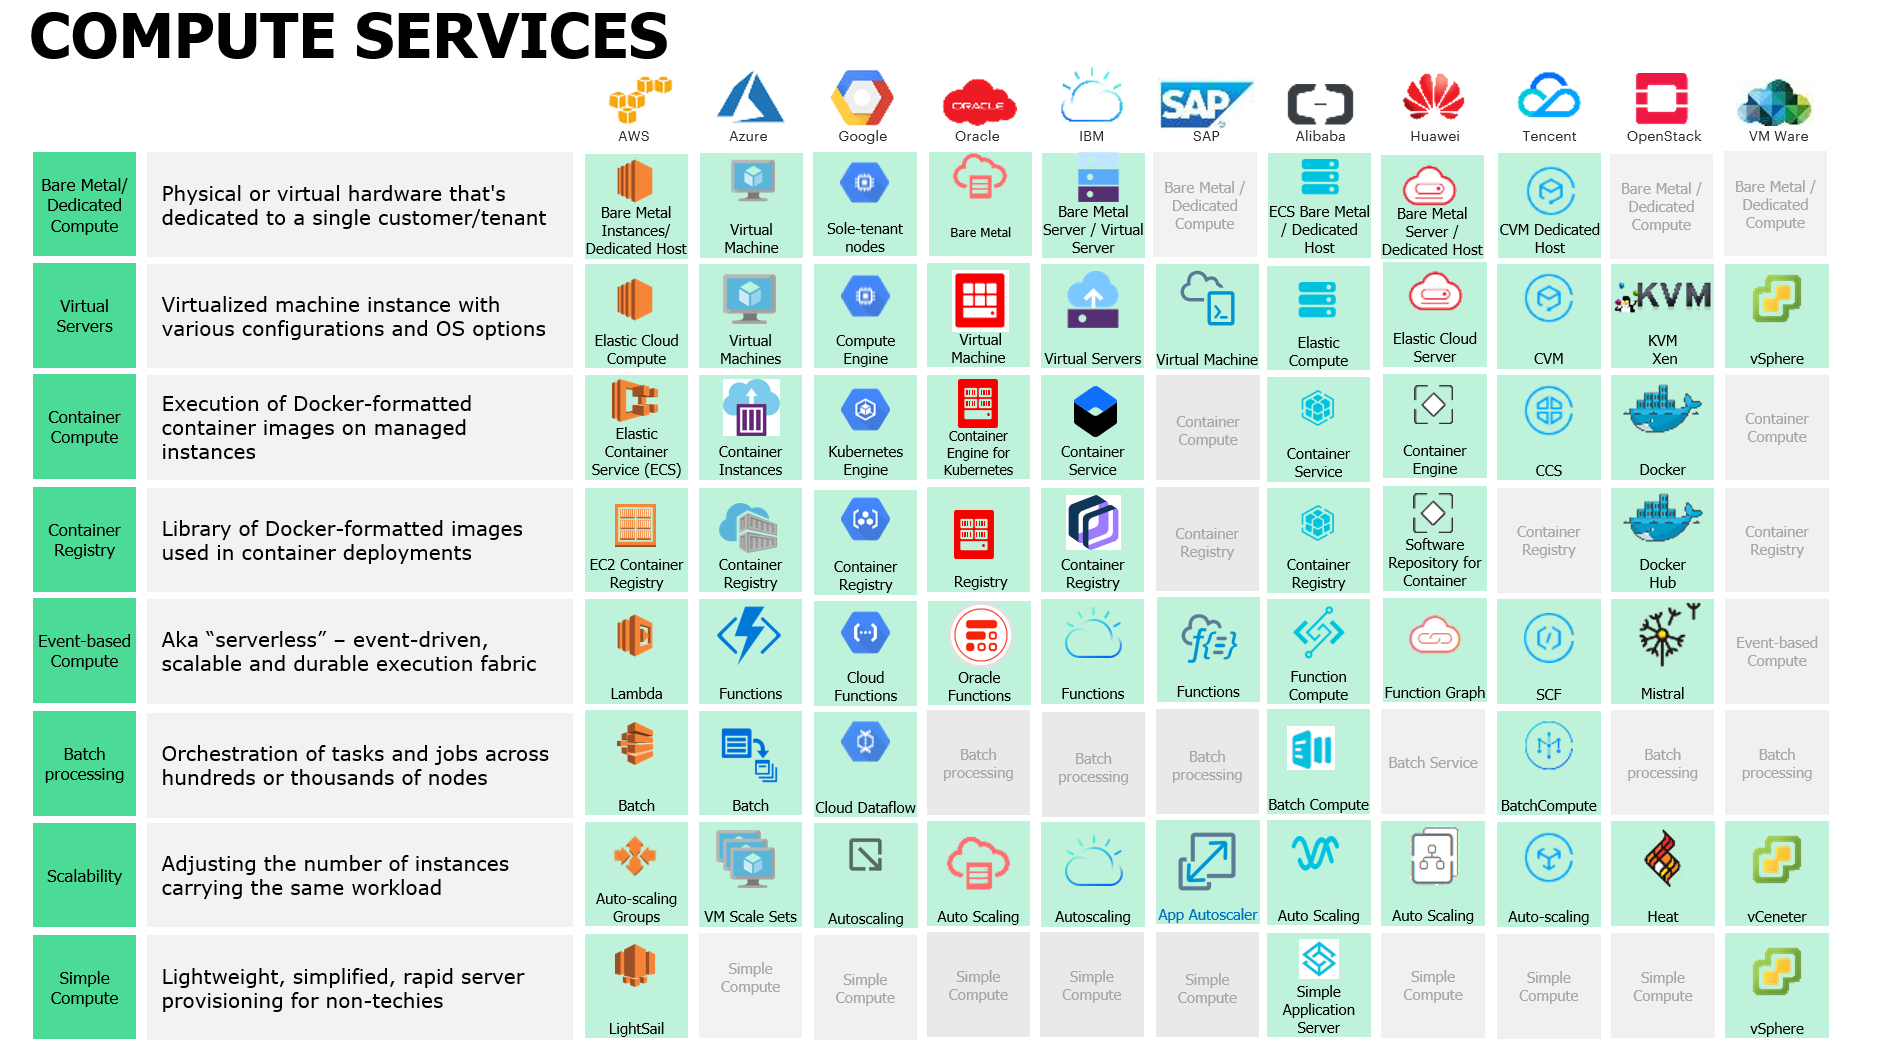 COMPUTE SERVICES
ORACLE
SAP
AWS
Azure
Google
Oracle
IBM
SAP
Alibaba
Huawei
Tencent
OpenStack
VM Ware
Bare Metal/
Dedicated
Compute
Physical or virtual hardware that's
dedicated to a single customer/tenant
Bare Metal
Instances/
Dedicated Host
Virtual
Machine
Sole-tenant
nodes
Bare Metal
Bare Metal
Server / Virtual
Server
Bare Metal /
Dedicated
Compute
ECS Bare Metal
/ Dedicated
Host
Bare Metal
Server /
Dedicated Host
CVM Dedicated
Host
Bare Metal /
Dedicated
Compute
Bare Metal /
Dedicated
Compute
Virtual
Servers
Virtualized machine instance with
various configurations and OS options
Elastic Cloud
Compute
Virtual
Machines
Compute
Engine
Virtual
Machine
Virtual Servers
Virtual Machine
Elastic
Compute
Elastic Cloud
Server
CVM
KVM
KVM
Xen
vSphere
Container
Compute
Execution of Docker-formatted
container images on managed
instances
Elastic
Container
Service (ECS)
Container
Instances
Kubernetes
Engine
Container
Engine for
Kubernetes
Container
Service
Container
Compute
Container
Service
Container
Engine
CCS
Docker
Container
Compute
Container
Registry
Library of Docker-formatted images
used in container deployments
EC2 Container
Registry
Container
Registry
Container
Registry
Registry
Container
Registry
Container
Registry
Container
Registry
Software
Repository for
Container
Container
Registry
Docker
Hub
Container
Registry
Event-based
Compute
Aka “serverless” – event-driven,
scalable and durable execution fabric
Lambda
Functions
Cloud
Functions
Oracle
Functions
Functions
Functions
Function
Compute
Function Graph
SCF
Mistral
Event-based
Compute
Batch
processing
Orchestration of tasks and jobs across
hundreds or thousands of nodes
Batch
Batch
Cloud Dataflow
Batch
processing
Batch
processing
Batch
processing
Batch Compute
Batch Service
BatchCompute
Batch
processing
Batch
processing
Scalability
Adjusting the number of instances
carrying the same workload
Auto-scaling
Groups
VM Scale Sets
Autoscaling
Auto Scaling
Autoscaling
App Autoscaler
Auto Scaling
Auto Scaling
Auto-scaling
Heat
vCeneter
Simple
Compute
Lightweight, simplified, rapid server
provisioning for non-techies
LightSail
Simple
Compute
Simple
Compute
Simple
Compute
Simple
Compute
Simple
Compute
Simple
Application
Server
Simple
Compute
Simple
Compute
Simple
Compute
vSphere